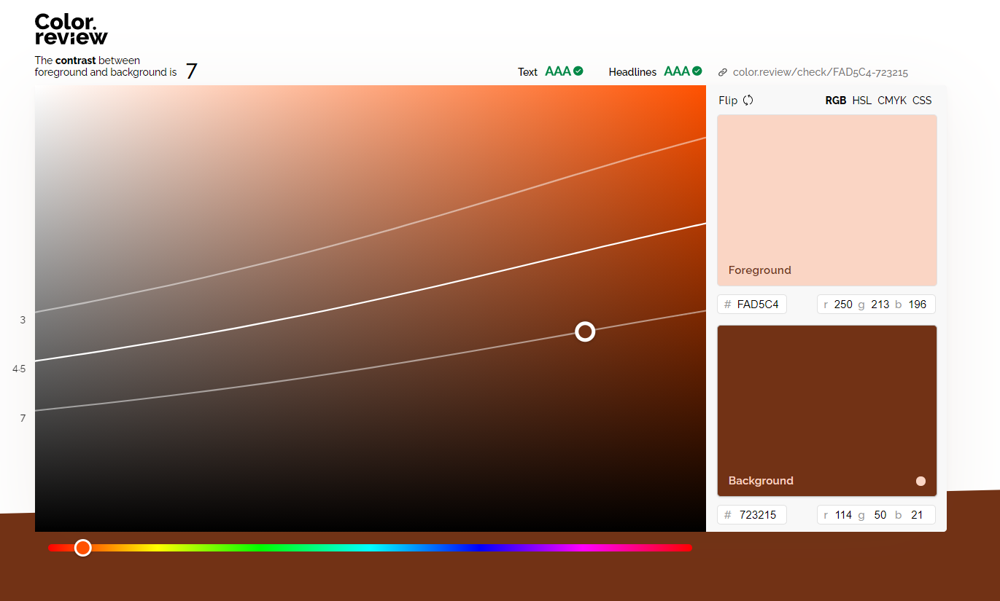 Color.
review
The contrast between
foreground and background is 7
Text AAA
Headlines AAA
color.review/check/FAD5C4-723215
Flip
RGB HSL CMYK CSS
Foreground
# FAD5C4
r 250 g 213 b 196
Background
# 723215
r 114 g 50 b 21
3
4.5
7